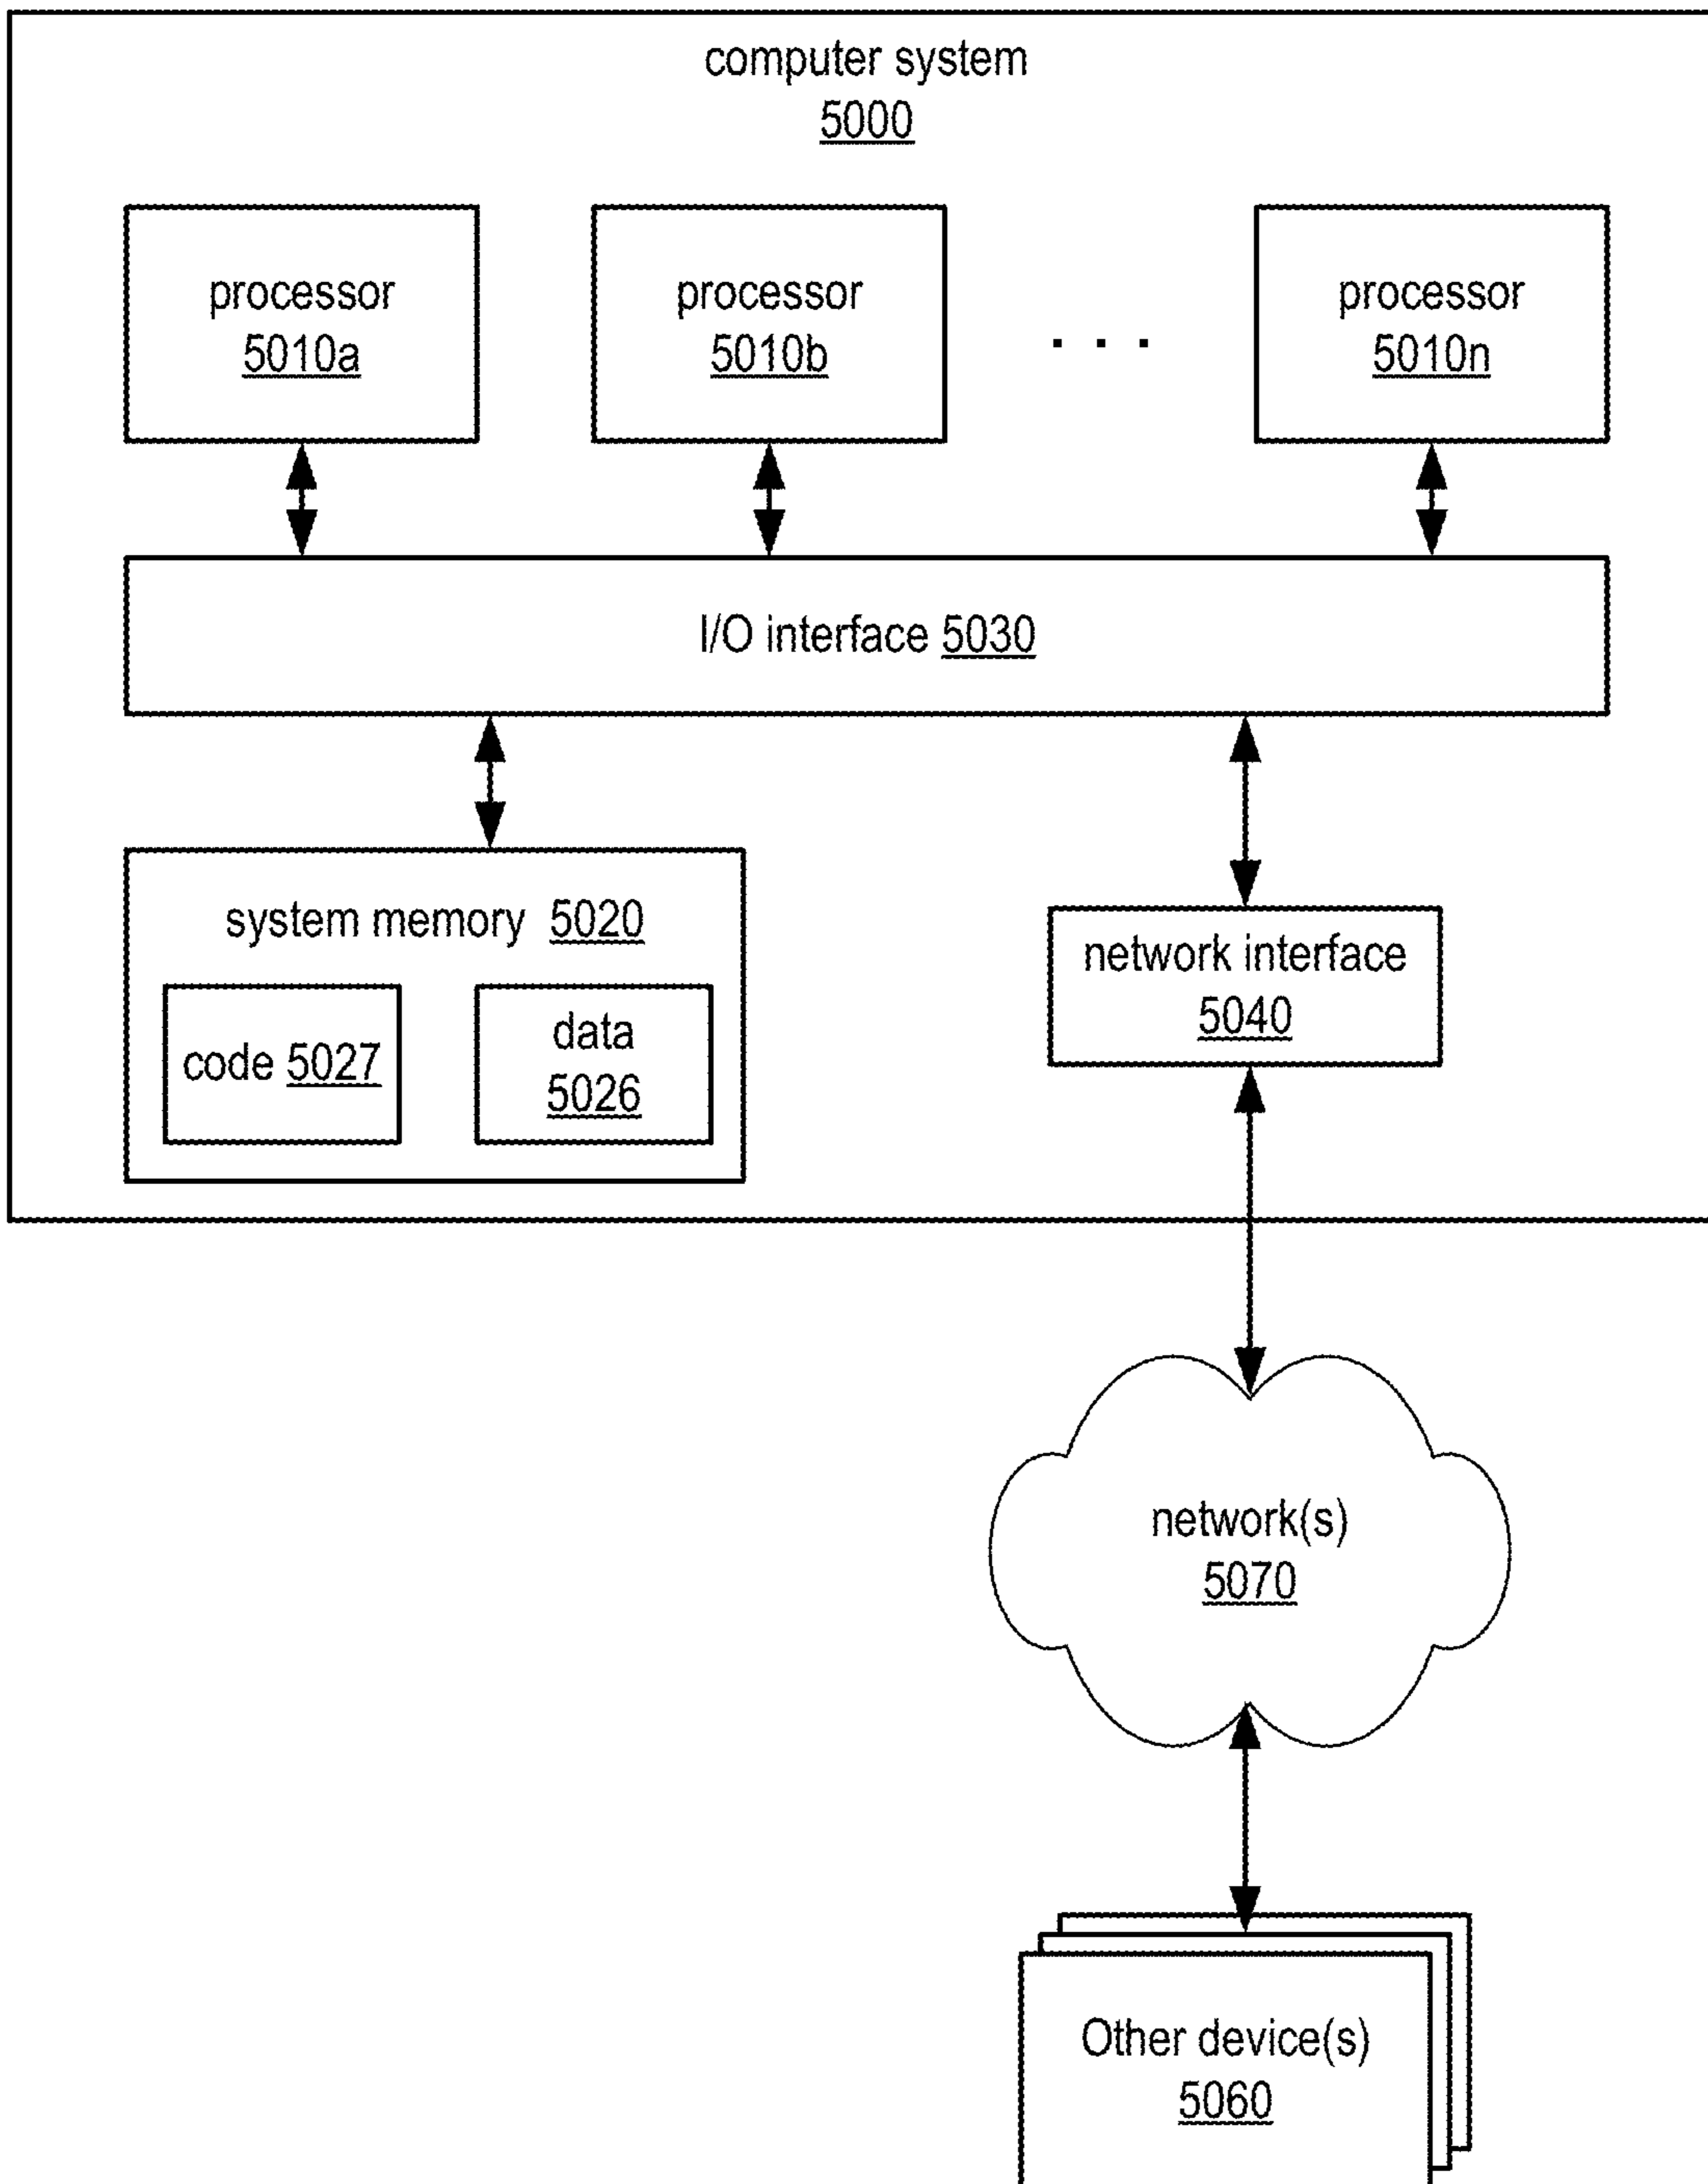 computer system
5000
processor
5010a
processor
5010b
. . .
processor
5010n
I/O interface 5030
system memory 5020
code 5027
data
5026
network interface
5040
network(s)
5070
Other device(s)
5060